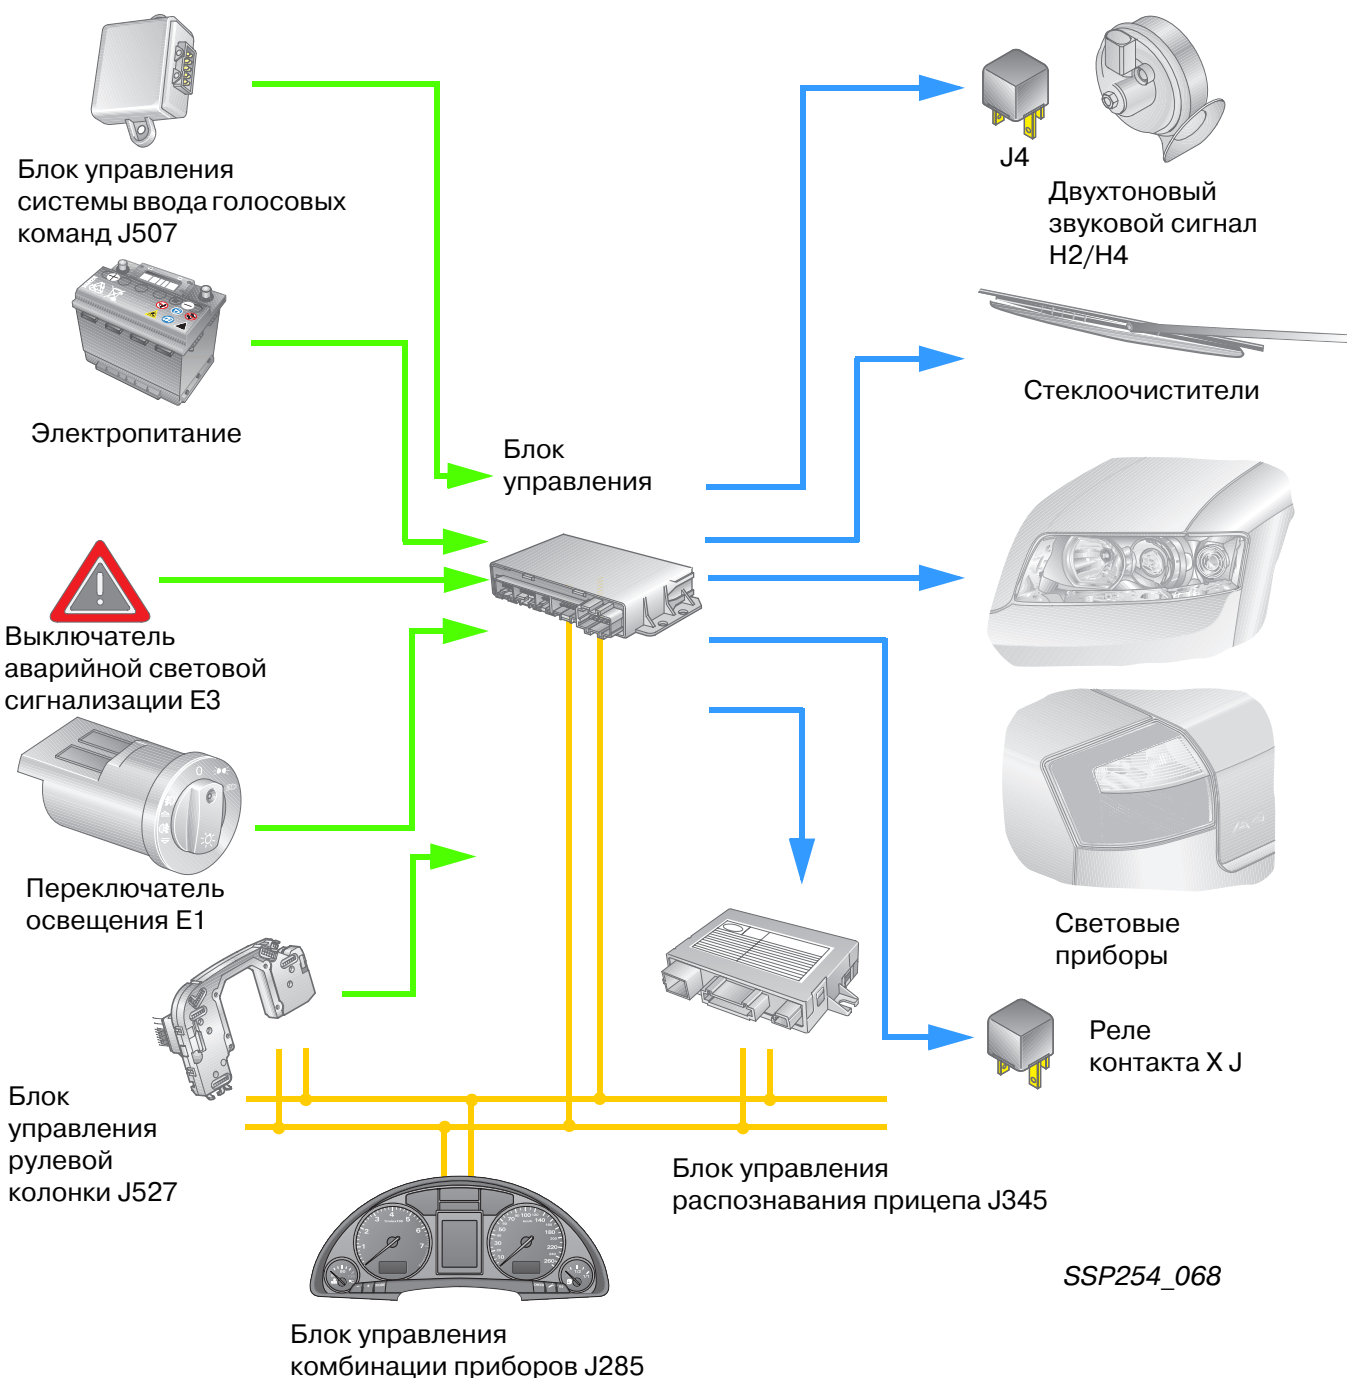 Блок управления
системы ввода голосовых
команд J507
J4
Двухтоновый
звуковой сигнал
H2/H4
Электропитание
Стеклоочистители
Блок
управления
Выключатель
аварийной световой
сигнализации E3
Переключатель
освещения E1
Световые
приборы
Реле
контакта X J
Блок
управления
рулевой
колонки J527
Блок управления
распознавания прицепа J345
SSP254_068
Блок управления
комбинации приборов J285